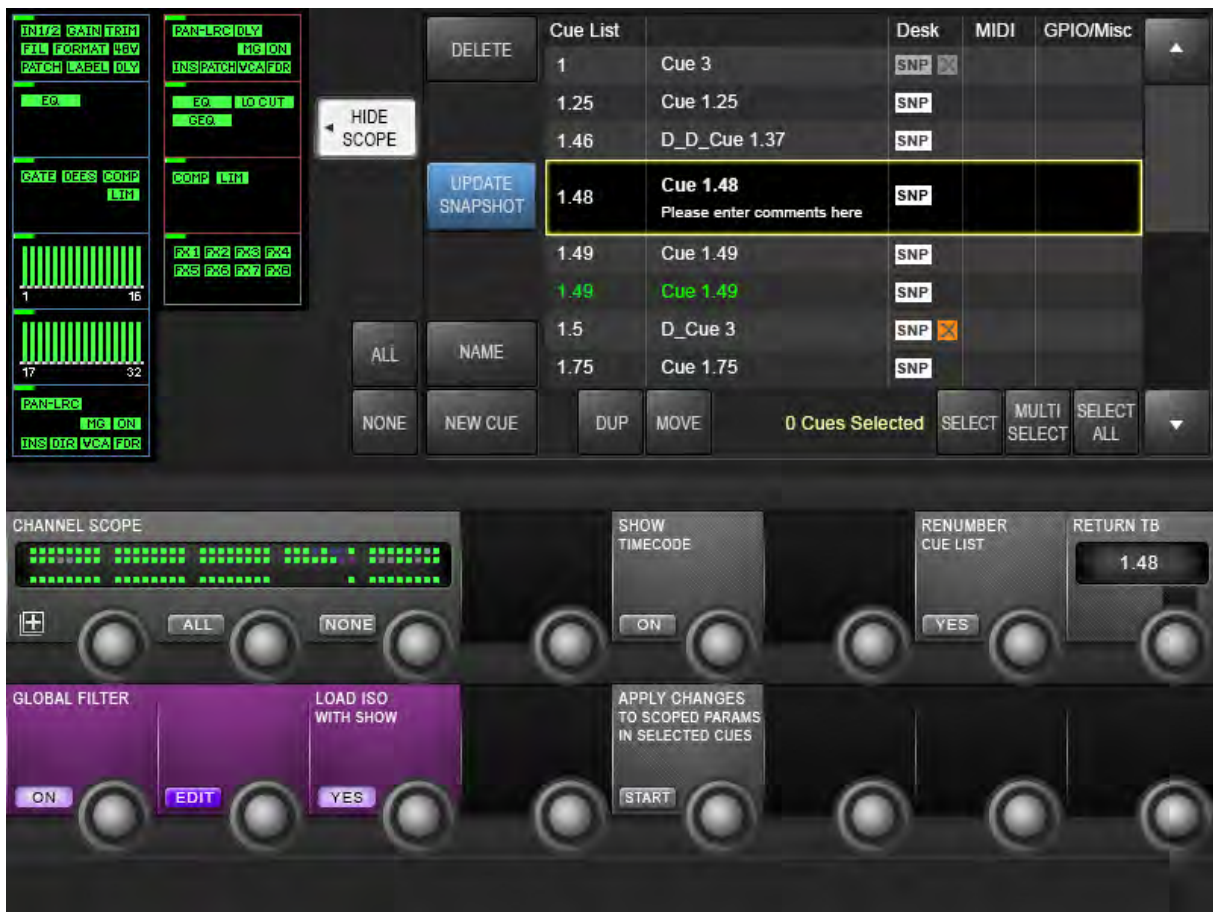 IN1/2 GAIN TRIM
FIL FORMAT 48V
PATCH LABEL DLY
EQ
GATE DEES COMP
LIM
1 16
17 32
PAN-LRC
MG ON
INS DIR VCA FDR
PAN-LRC DLY
MG ON
INS PATCH VCA FDR
EQ LO CUT
GEQ
COMP LIM
FX1 FX2 FX3 FX4
FX5 FX6 FX7 FX8
HIDE
SCOPE
ALL
NONE
DELETE
UPDATE
SNAPSHOT
NAME
NEW CUE
Cue List Desk MIDI GPIO/Misc
1 Cue 3 SNP X
1.25 Cue 1.25 SNP
1.46 D_D_Cue 1.37 SNP
1.48 Cue 1.48 SNP
Please enter comments here
1.49 Cue 1.49 SNP
1.49 Cue 1.49 SNP
1.5 D_Cue 3 SNP X
1.75 Cue 1.75 SNP
DUP MOVE 0 Cues Selected SELECT
MULTI
SELECT
SELECT
ALL
CHANNEL SCOPE
ALL NONE
SHOW
TIMECODE
ON
RENUMBER
CUE LIST
YES
RETURN TB
1.48
GLOBAL FILTER
ON EDIT
LOAD ISO
WITH SHOW
YES
APPLY CHANGES
TO SCOPED PARAMS
IN SELECTED CUES
START